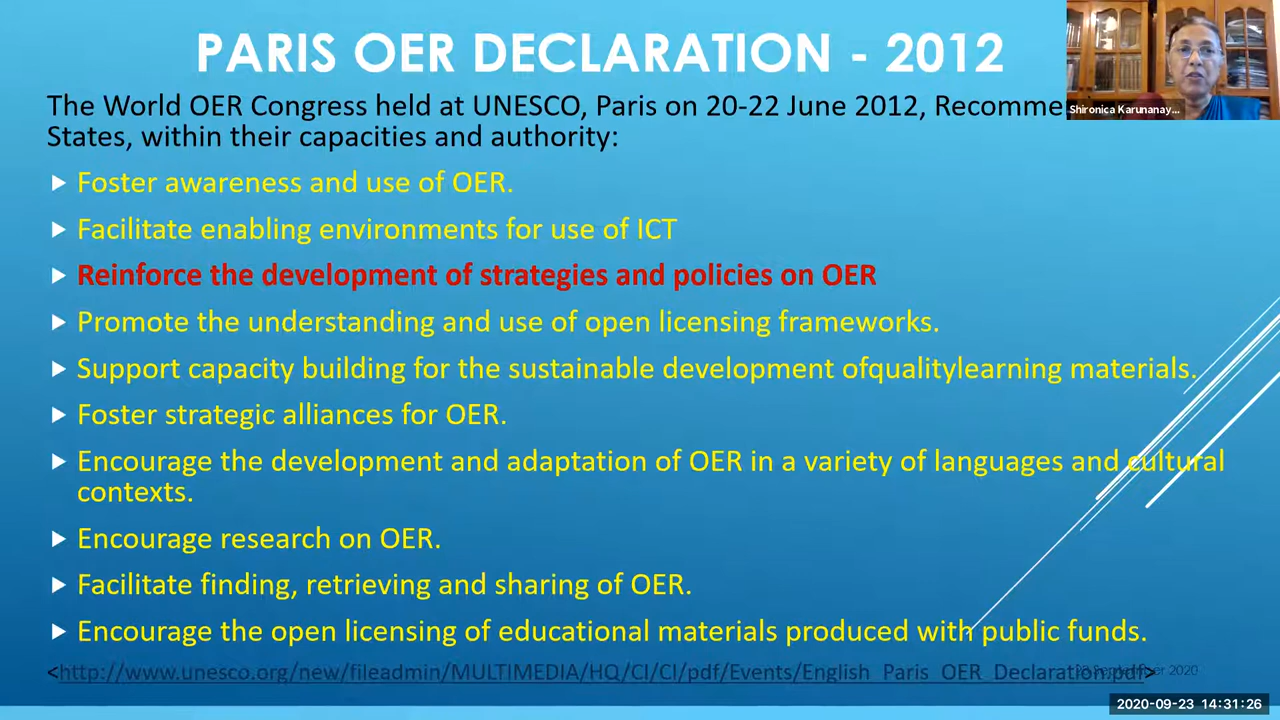 PARIS OER DECLARATION - 2012
The World OER Congress held at UNESCO, Paris on 20-22 June 2012, Recomme
States, within their capacities and authority:
Foster awareness and use of OER.
Facilitate enabling environments for use of ICT
Reinforce the development of strategies and policies on OER
Promote the understanding and use of open licensing frameworks.
Support capacity building for the sustainable development ofqualitylearning materials.
Foster strategic alliances for OER.
Encourage the development and adaptation of OER in a variety of languages and cultural
contexts.
Encourage research on OER.
Facilitate finding, retrieving and sharing of OER.
Encourage the open licensing of educational materials produced with public funds.
<http://www.unesco.org/new/fileadmin/MULTIMEDIA/HQ/CI/CI/pdf/Events/English_Paris_OER_Declaration.pdf>
September 2020
Shironica Karunanay...
2020-09-23 14:31:26